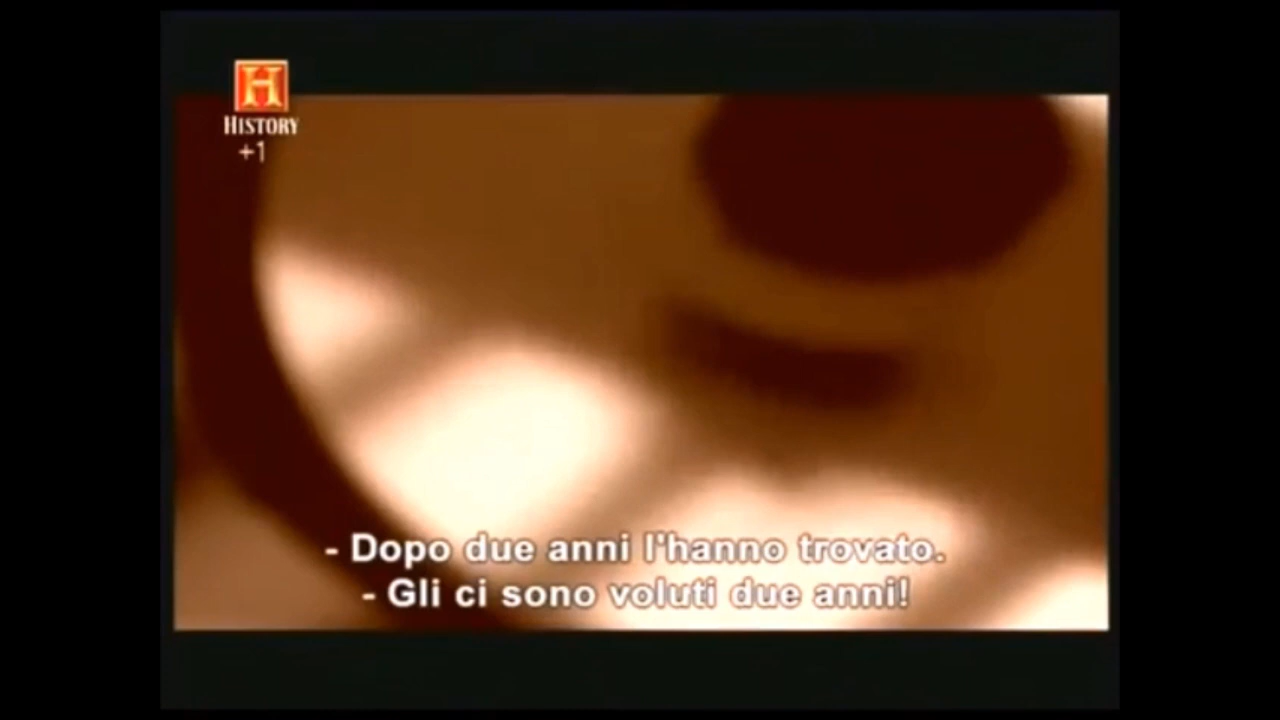 H
HISTORY
+1
- Dopo due anni l'hanno trovato.
- Gli ci sono voluti due anni!